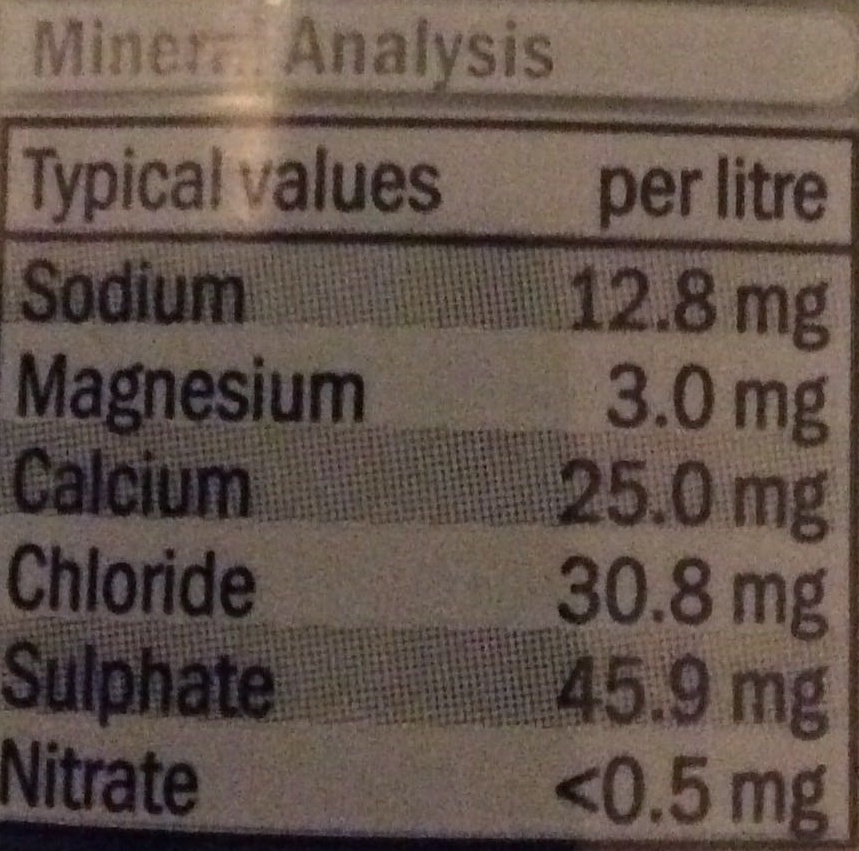 Mineral Analysis
Typical values per litre
Sodium 12.8 mg
Magnesium 3.0 mg
Calcium 25.0 mg
Chloride 30.8 mg
Sulphate 45.9 mg
Nitrate <0.5 mg